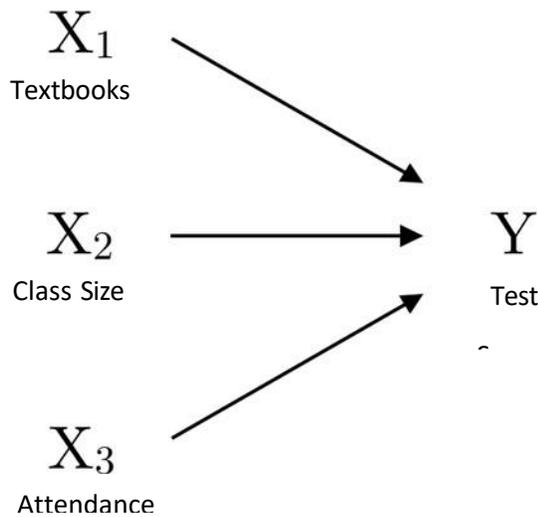 X₁
Textbooks
X₂
Class Size
Y
Test
X₃
Attendance